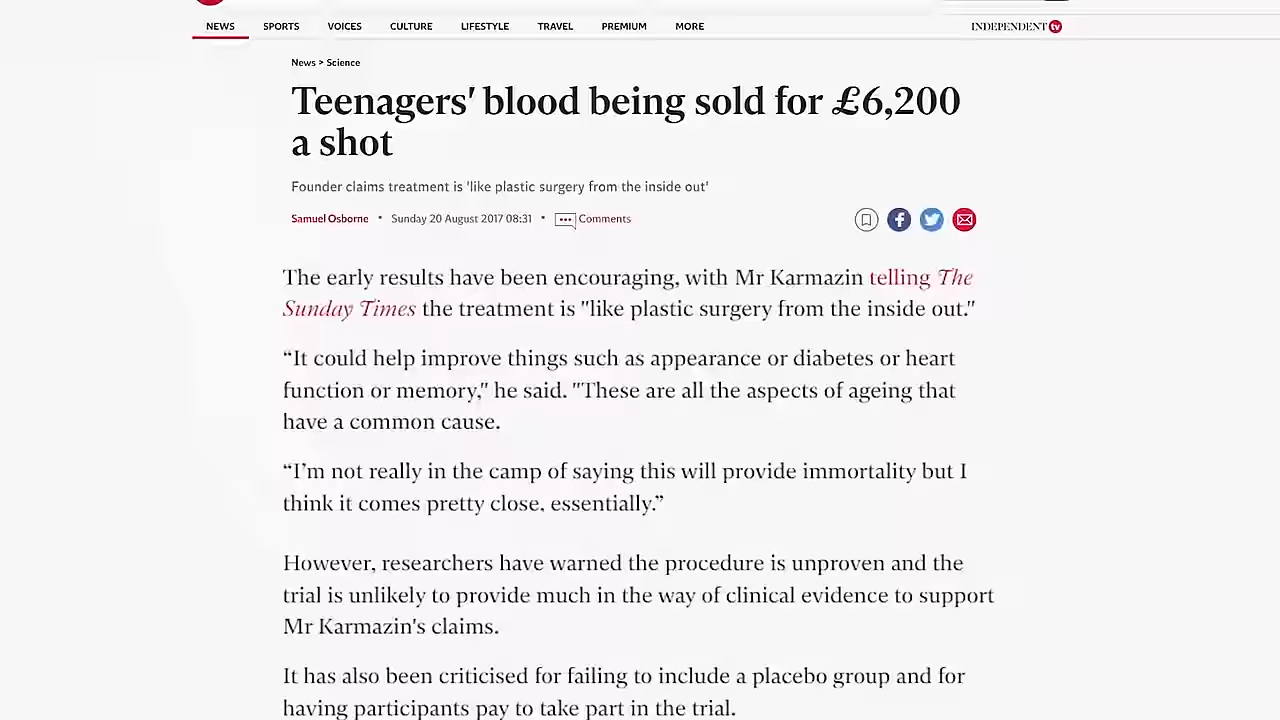 NEWS SPORTS VOICES CULTURE LIFESTYLE TRAVEL PREMIUM MORE INDEPENDENT tv
News > Science
Teenagers' blood being sold for £6,200
a shot
Founder claims treatment is 'like plastic surgery from the inside out'
Samuel Osborne • Sunday 20 August 2017 08:31 • Comments
The early results have been encouraging, with Mr Karmazin telling The
Sunday Times the treatment is "like plastic surgery from the inside out."
“It could help improve things such as appearance or diabetes or heart
function or memory," he said. "These are all the aspects of ageing that
have a common cause.
“I’m not really in the camp of saying this will provide immortality but I
think it comes pretty close, essentially.”
However, researchers have warned the procedure is unproven and the
trial is unlikely to provide much in the way of clinical evidence to support
Mr Karmazin's claims.
It has also been criticised for failing to include a placebo group and for
having participants pay to take part in the trial.